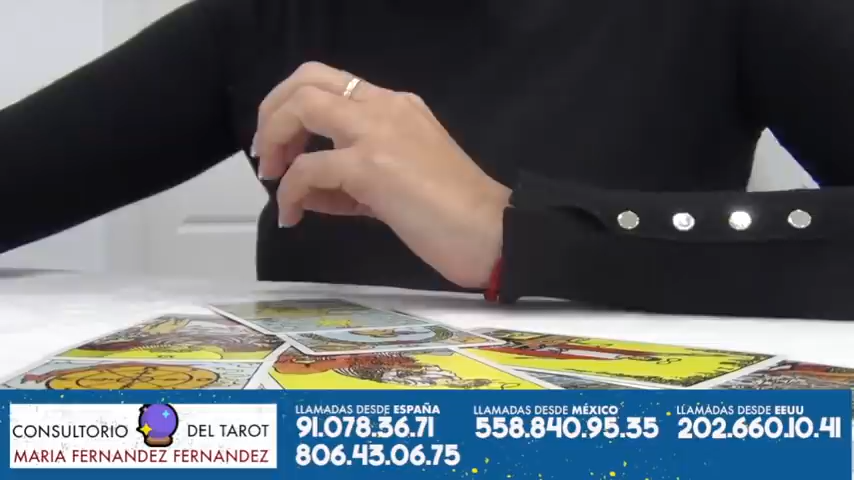 CONSULTORIO DEL TAROT
MARIA FERNANDEZ FERNANDEZ
LLAMADAS DESDE ESPAÑA
91.078.36.71
806.43.06.75
LLAMADAS DESDE MÉXICO
558.840.95.35
LLAMADAS DESDE EEUU
202.660.10.41